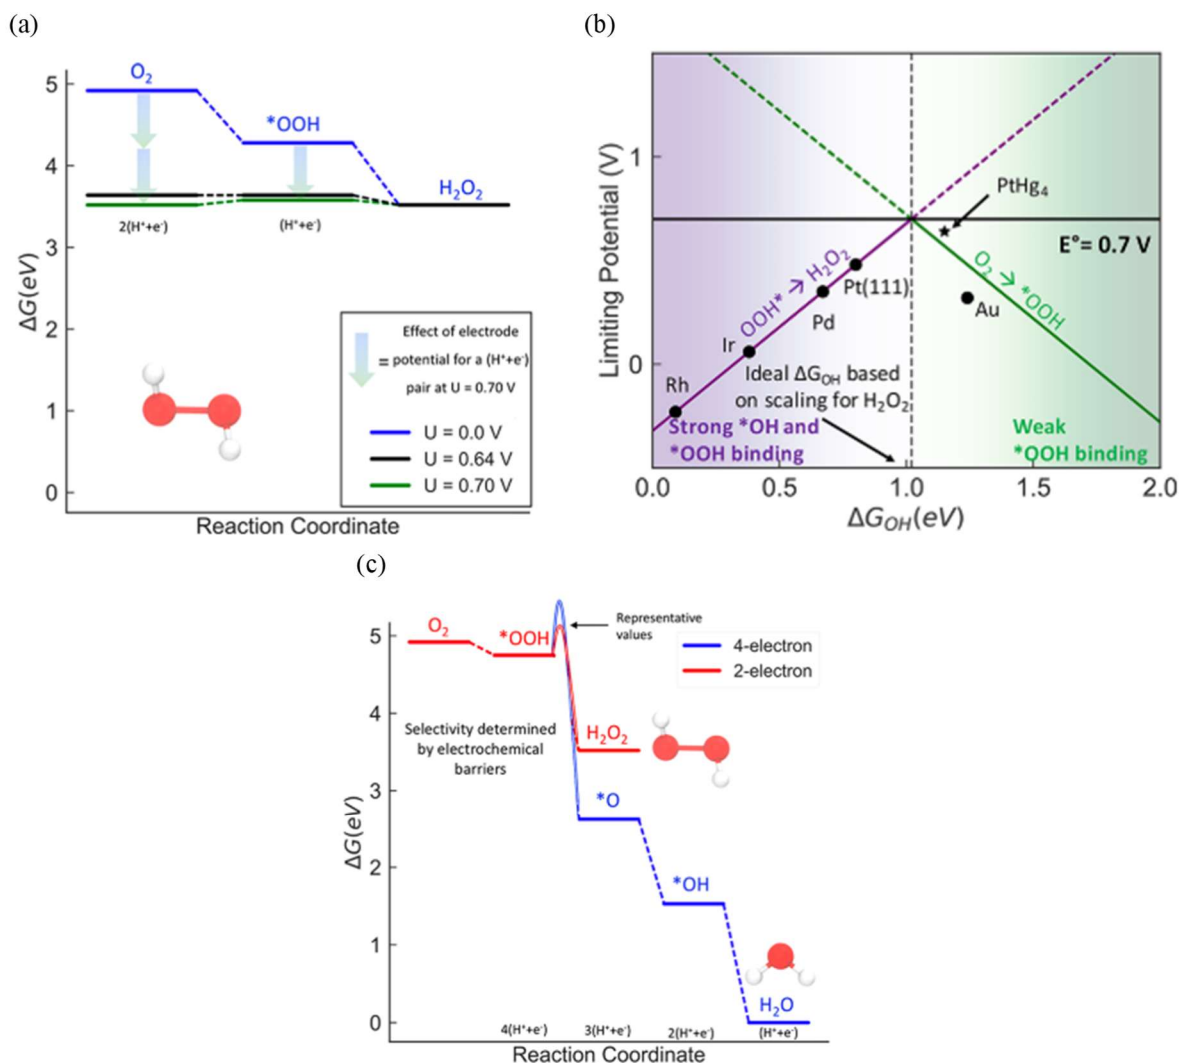 (a)
5
4
3
2
1
0
ΔG(eV)
O₂
*OOH
H₂O₂
2(H⁺+e⁻)
(H⁺+e⁻)
Effect of electrode
= potential for a (H⁺+e⁻)
pair at U = 0.70 V
U = 0.0 V
U = 0.64 V
U = 0.70 V
Reaction Coordinate
(b)
Limiting Potential (V)
1
0
PtHg₄
E°= 0.7 V
OOH* → H₂O₂
O₂ → *OOH
Pt(111)
Pd
Au
Ir
Rh
Ideal ΔG_OH based
on scaling for H₂O₂
Strong *OH and
*OOH binding
Weak
*OOH binding
0.0 0.5 1.0 1.5 2.0
ΔG_OH(eV)
(c)
5
4
3
2
1
0
ΔG(eV)
O₂
*OOH
Representative
values
4-electron
2-electron
Selectivity determined
by electrochemical
barriers
H₂O₂
*O
*OH
H₂O
4(H⁺+e⁻) 3(H⁺+e⁻) 2(H⁺+e⁻) (H⁺+e⁻)
Reaction Coordinate